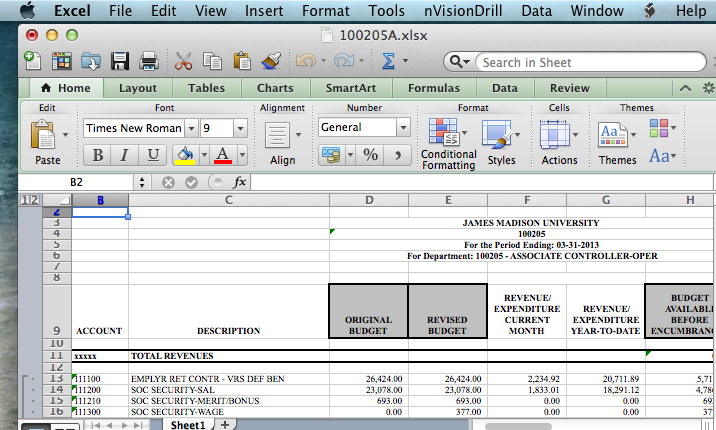 Excel File Edit View Insert Format Tools nVisionDrill Data Window Help
100205A.xlsx
Search in Sheet
Home Layout Tables Charts SmartArt Formulas Data Review
Edit Font Alignment Number Format Cells Themes
Times New Roman 9 General Aa
B I U A % , Conditional Aa
Paste Align Formatting Styles Actions Themes
B2 fx
1 2 B C D E F G H
2
3 JAMES MADISON UNIVERSITY
4 100205
5 For the Period Ending: 03-31-2013
6 For Department: 100205 - ASSOCIATE CONTROLLER-OPER
7
8
REVENUE/ BUDGET
EXPENDITURE REVENUE/ AVAILABL
ORIGINAL REVISED CURRENT EXPENDITURE BEFORE
9 ACCOUNT DESCRIPTION BUDGET BUDGET MONTH YEAR-TO-DATE ENCUMBRAN
10
11 xxxxx TOTAL REVENUES
12
13 111100 EMPLYR RET CONTR - VRS DEF BEN 26,424.00 26,424.00 2,234.92 20,711.89 5,71
14 111200 SOC SECURITY-SAL 23,078.00 23,078.00 1,833.01 18,291.12 4,78
15 111210 SOC SECURITY-MERIT/BONUS 693.00 693.00 0.00 0.00 69
16 111300 SOC SECURITY-WAGE 0.00 377.00 0.00 0.00 37
Sheet1 +